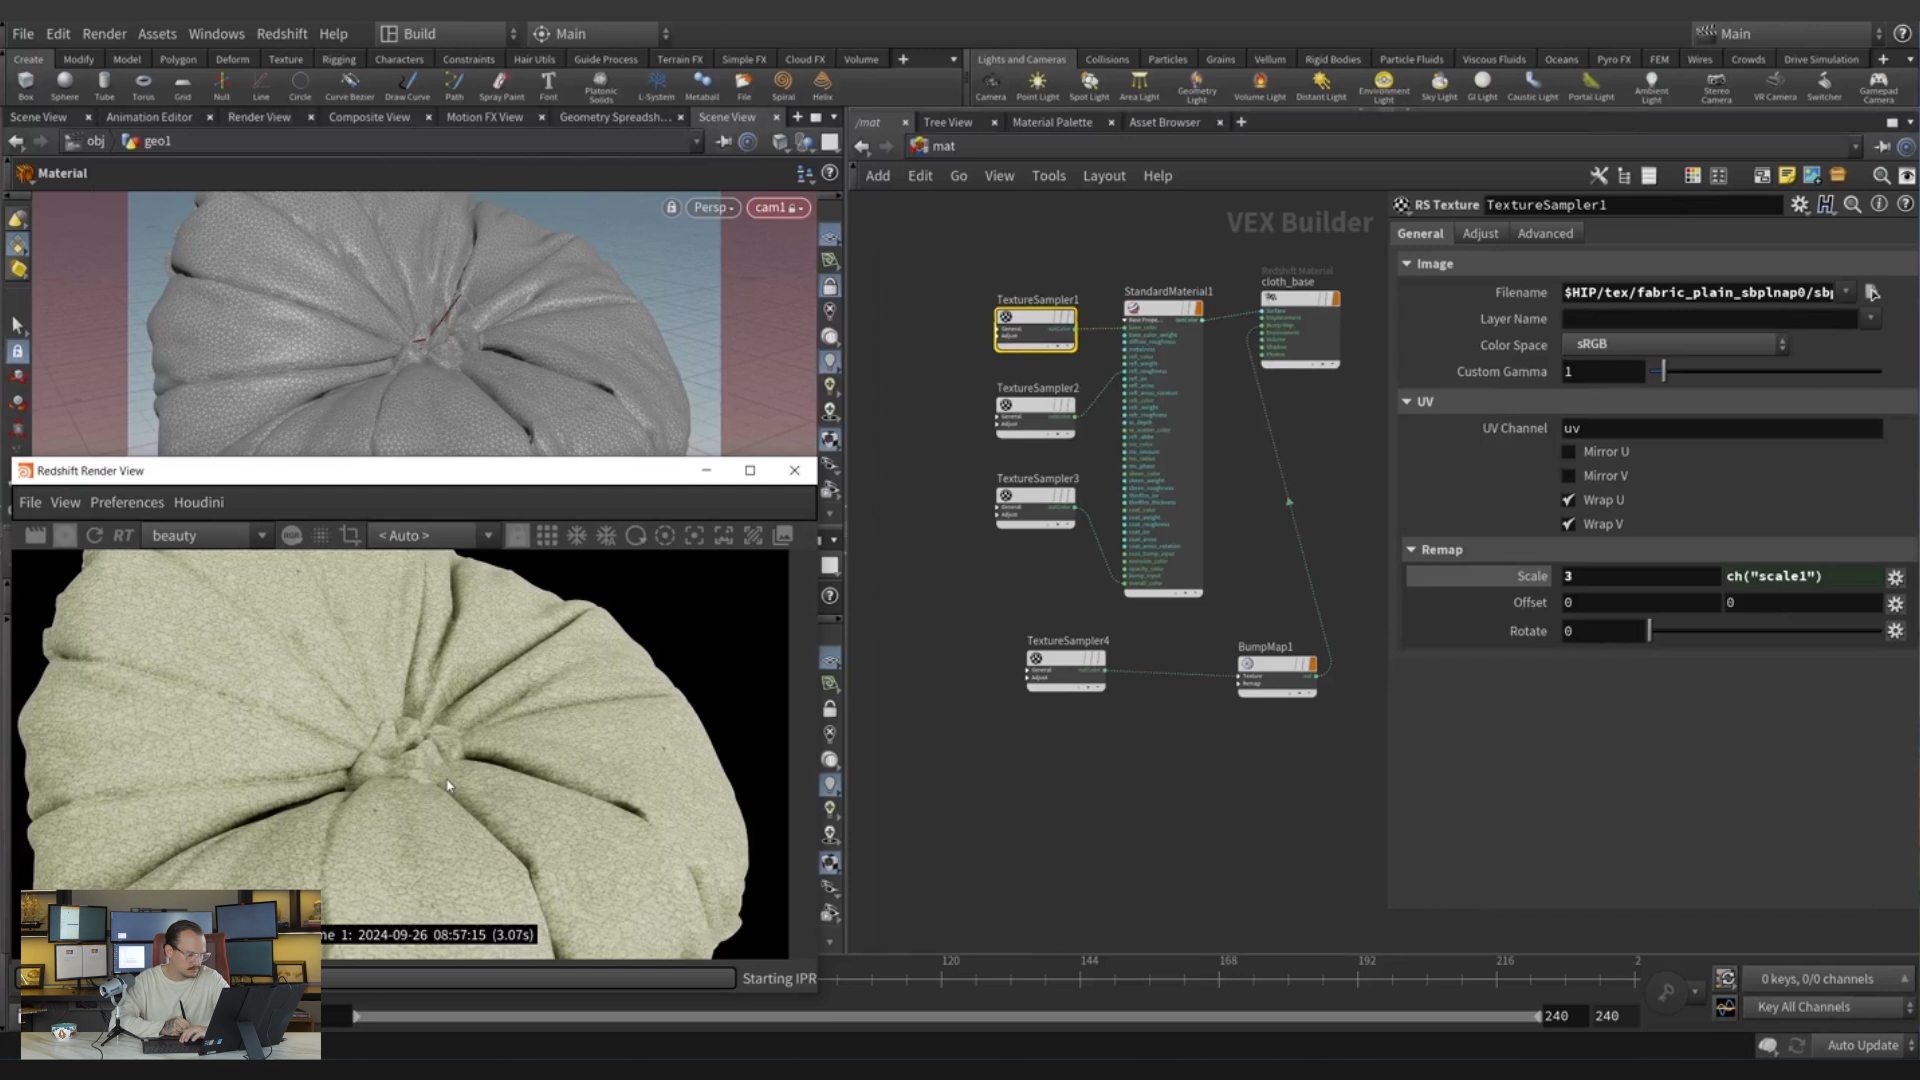 File Edit Render Assets Windows Redshift Help Build Main Main
Create Modify Model Polygon Deform Texture Rigging Characters Constraints Hair Utils Guide Process Terrain FX Simple FX Cloud FX Volume
Lights and Cameras Collisions Particles Grains Vellum Rigid Bodies Particle Fluids Viscous Fluids Oceans Pyro FX FEM Wires Crowds Drive Simulation
Box Sphere Tube Torus Grid Null Line Circle Curve Bezier Draw Curve Path Spray Paint Font Platonic Solids L-System Metaball File Spiral Helix
Camera Point Light Spot Light Area Light Geometry Light Volume Light Distant Light Environment Light Sky Light GI Light Caustic Light Portal Light Ambient Light Stereo Camera VR Camera Switcher Gamepad Camera
Scene View Animation Editor Render View Composite View Motion FX View Geometry Spreadsh... Scene View
/mat Tree View Material Palette Asset Browser
obj geo1
mat
Material
Add Edit Go View Tools Layout Help
Persp cam1
VEX Builder
RS Texture TextureSampler1
General Adjust Advanced
Image
Filename $HIP/tex/fabric_plain_sbplnap0/sbp
Layer Name
Color Space sRGB
Custom Gamma 1
UV
UV Channel uv
Mirror U
Mirror V
Wrap U
Wrap V
Remap
Scale 3 ch("scale1")
Offset 0 0
Rotate 0
Redshift Material
cloth_base
TextureSampler1
StandardMaterial1
TextureSampler2
TextureSampler3
TextureSampler4
BumpMap1
Redshift Render View
File View Preferences Houdini
RT beauty < Auto >
ne 1: 2024-09-26 08:57:15 (3.07s)
Starting IPR
120 144 168 192 216 2
240 240
0 keys, 0/0 channels
Key All Channels
Auto Update